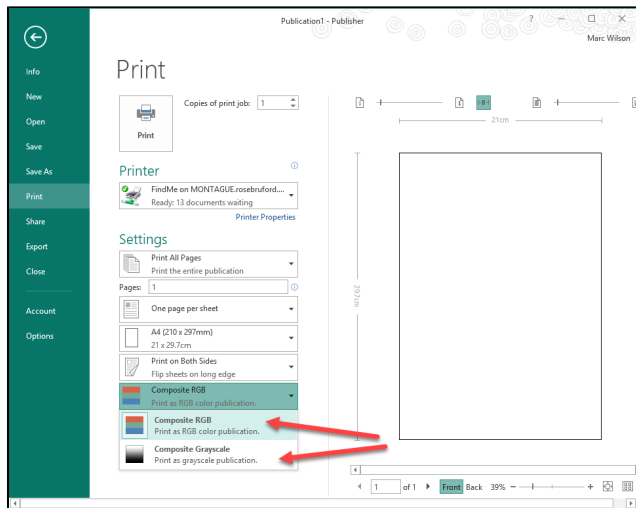 Publication1 - Publisher
?
Marc Wilson
Info
New
Open
Save
Save As
Print
Share
Export
Close
Account
Options
Print
Copies of print job: 1
Print
Printer
FindMe on MONTAGUE.rosebruford....
Ready: 13 documents waiting
Printer Properties
Settings
Print All Pages
Print the entire publication
Pages: 1
One page per sheet
A4 (210 x 297mm)
21 x 29.7cm
Print on Both Sides
Flip sheets on long edge
Composite RGB
Print as RGB color publication.
Composite RGB
Print as RGB color publication.
Composite Grayscale
Print as grayscale publication.
21cm
29.7cm
1 of 1 Front Back 39%